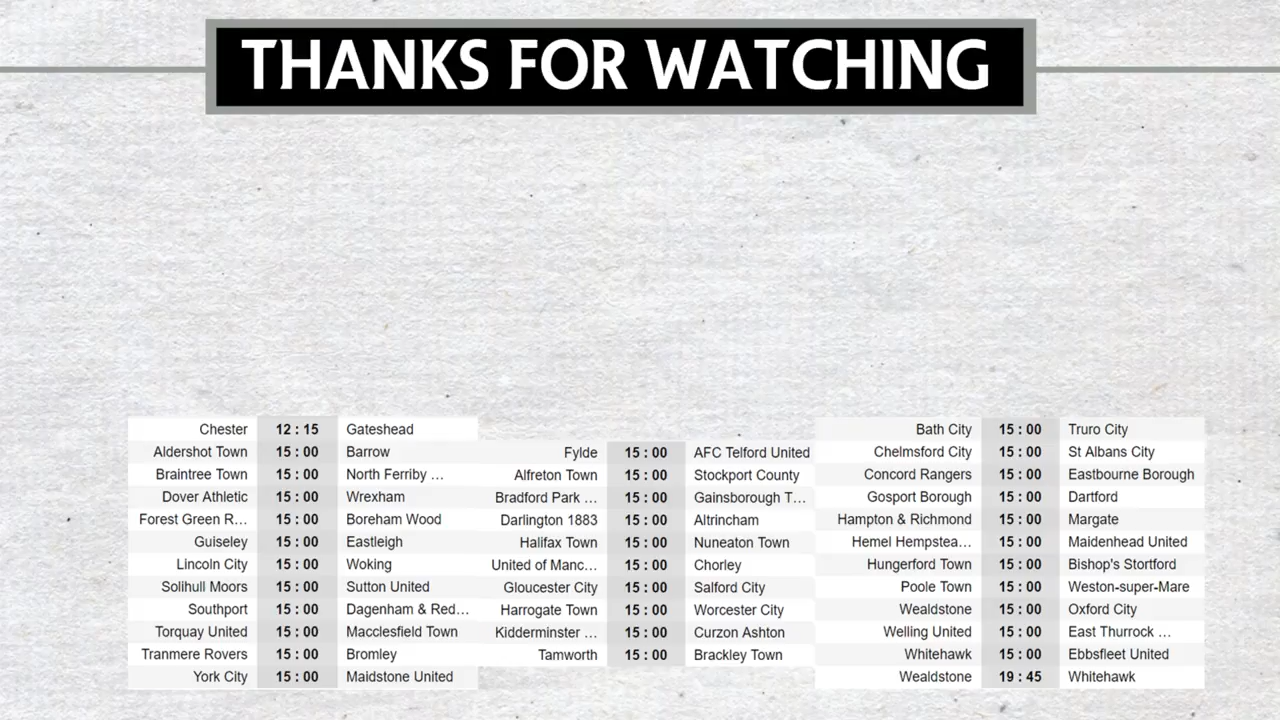 THANKS FOR WATCHING
Chester 12 : 15 Gateshead
Aldershot Town 15 : 00 Barrow
Braintree Town 15 : 00 North Ferriby ...
Dover Athletic 15 : 00 Wrexham
Forest Green R... 15 : 00 Boreham Wood
Guiseley 15 : 00 Eastleigh
Lincoln City 15 : 00 Woking
Solihull Moors 15 : 00 Sutton United
Southport 15 : 00 Dagenham & Red...
Torquay United 15 : 00 Macclesfield Town
Tranmere Rovers 15 : 00 Bromley
York City 15 : 00 Maidstone United
Fylde 15 : 00 AFC Telford United
Alfreton Town 15 : 00 Stockport County
Bradford Park ... 15 : 00 Gainsborough T...
Darlington 1883 15 : 00 Altrincham
Halifax Town 15 : 00 Nuneaton Town
United of Manc... 15 : 00 Chorley
Gloucester City 15 : 00 Salford City
Harrogate Town 15 : 00 Worcester City
Kidderminster ... 15 : 00 Curzon Ashton
Tamworth 15 : 00 Brackley Town
Bath City 15 : 00 Truro City
Chelmsford City 15 : 00 St Albans City
Concord Rangers 15 : 00 Eastbourne Borough
Gosport Borough 15 : 00 Dartford
Hampton & Richmond 15 : 00 Margate
Hemel Hempstea... 15 : 00 Maidenhead United
Hungerford Town 15 : 00 Bishop's Stortford
Poole Town 15 : 00 Weston-super-Mare
Wealdstone 15 : 00 Oxford City
Welling United 15 : 00 East Thurrock ...
Whitehawk 15 : 00 Ebbsfleet United
Wealdstone 19 : 45 Whitehawk